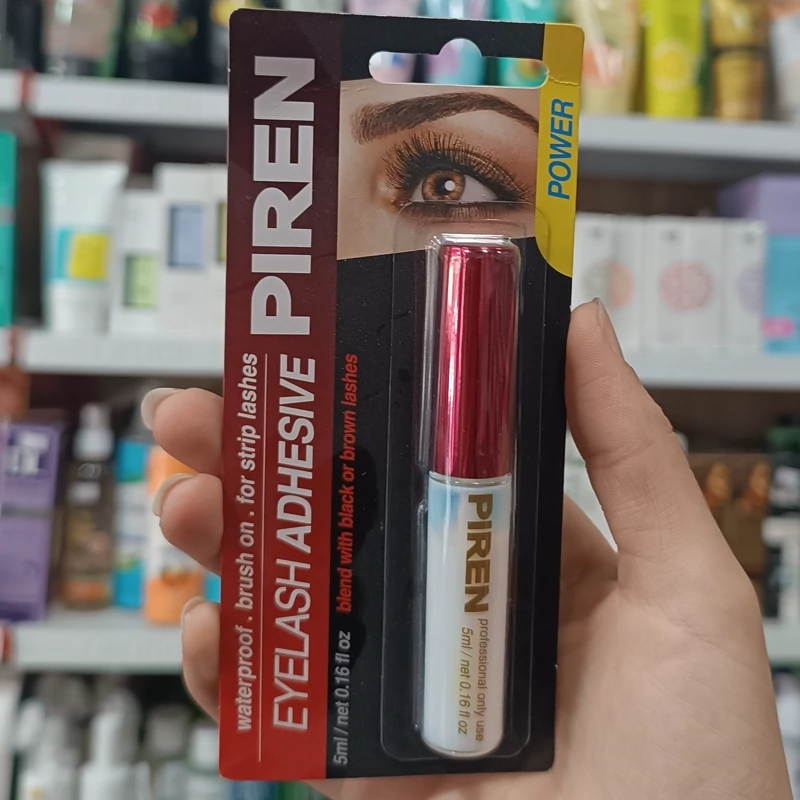 PIREN
EYELASH ADHESIVE
waterproof . brush on . for strip lashes
blend with black or brown lashes
5ml / net 0.16 fl oz
POWER
PIREN
professional only use
5ml / net 0.16 fl oz